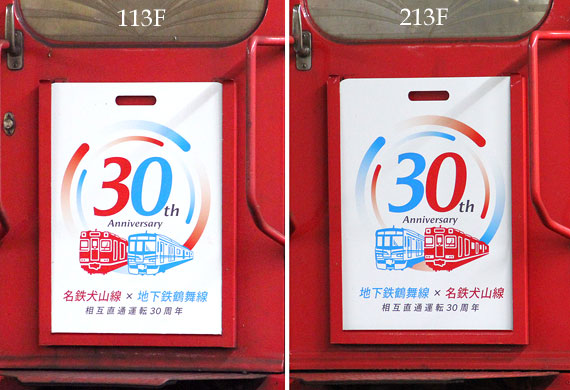 113F
30th
Anniversary
名鉄犬山線×地下鉄鶴舞線
相互直通運転30周年
213F
30th
Anniversary
地下鉄鶴舞線×名鉄犬山線
相互直通運転30周年